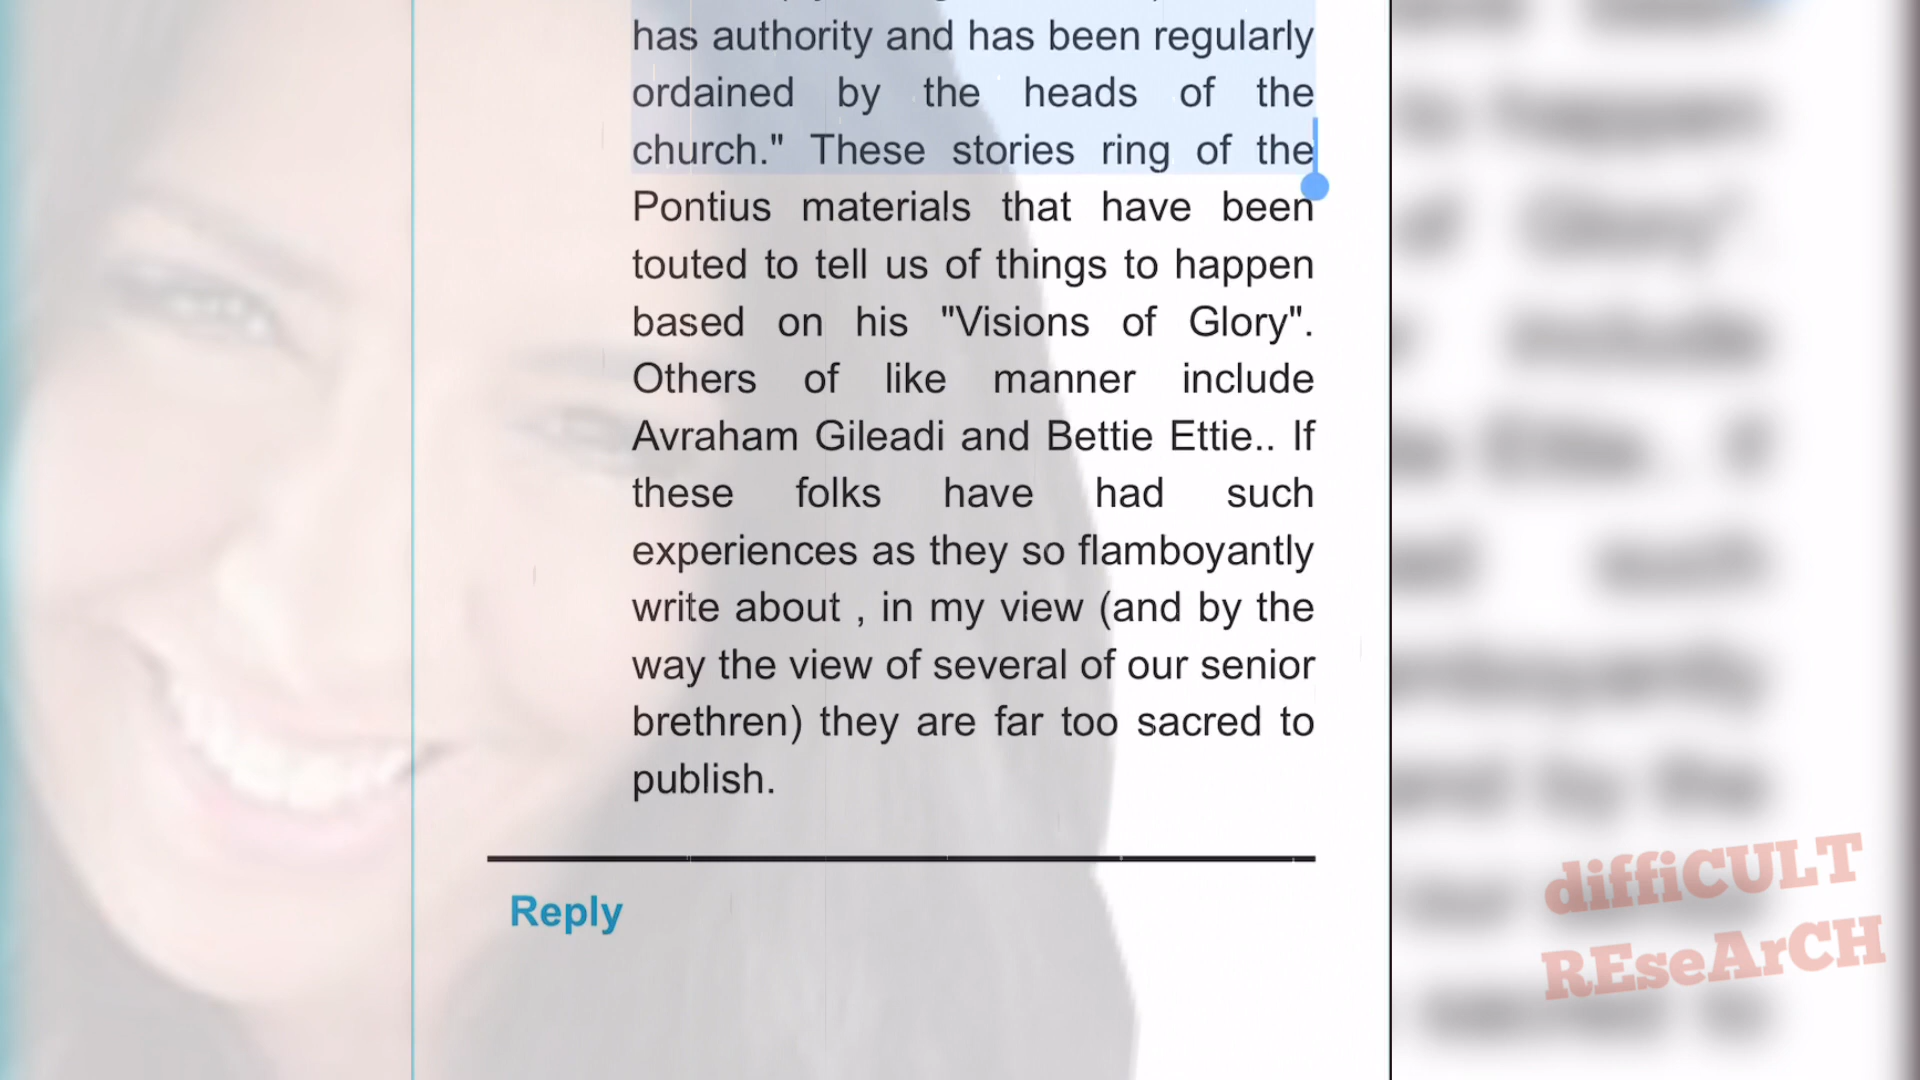 has authority and has been regularly
ordained by the heads of the
church." These stories ring of the
Pontius materials that have been
touted to tell us of things to happen
based on his "Visions of Glory".
Others of like manner include
Avraham Gileadi and Bettie Ettie.. If
these folks have had such
experiences as they so flamboyantly
write about , in my view (and by the
way the view of several of our senior
brethren) they are far too sacred to
publish.
Reply
diffiCULT
REseArCH